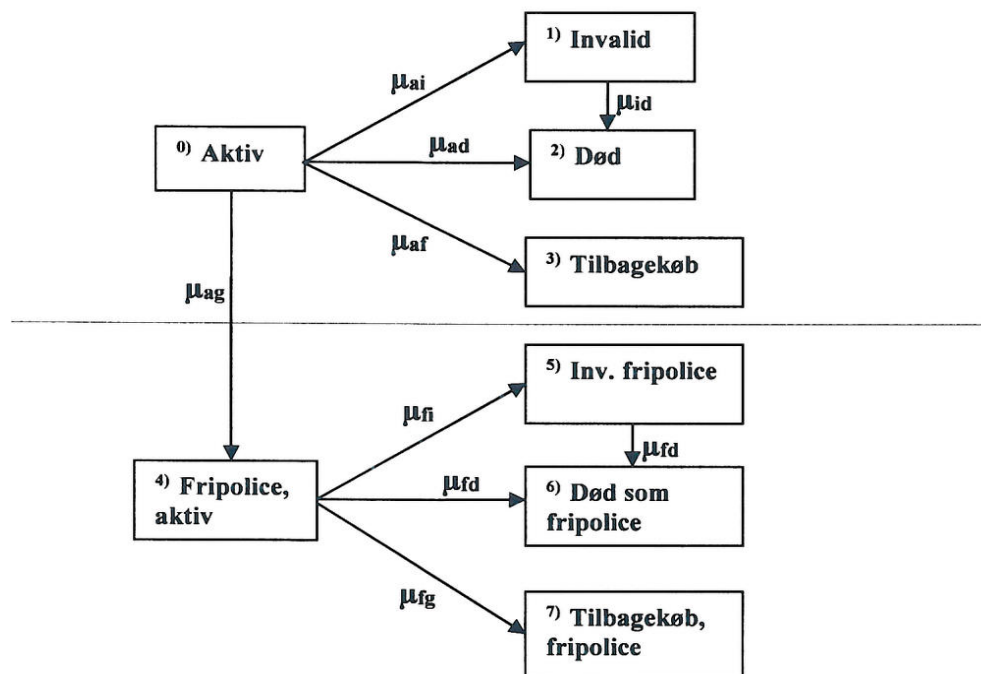 1) Invalid
μai
μid
0) Aktiv
μad
2) Død
μaf
3) Tilbagekøb
μag
5) Inv. fripolice
μfi
μfd
4) Fripolice,
aktiv
μfd
6) Død som
fripolice
μfg
7) Tilbagekøb,
fripolice